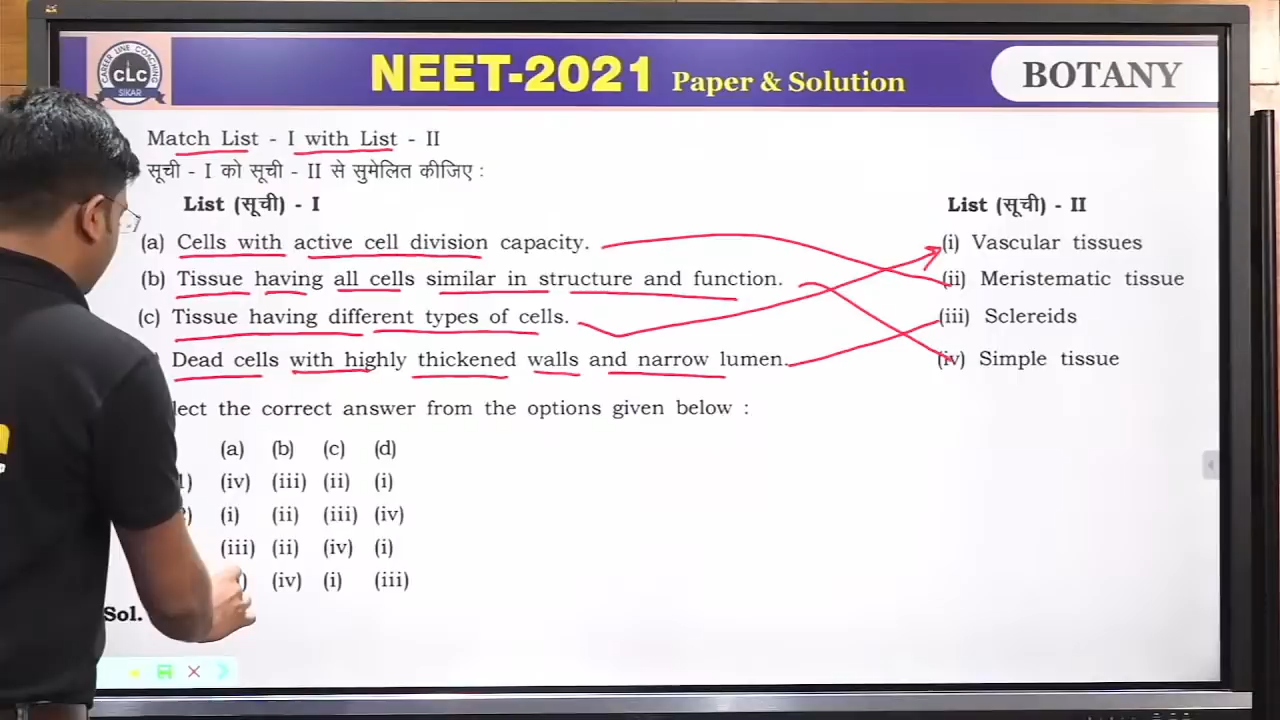 CAREER LINE COACHING
CLC
SIKAR
NEET-2021 Paper & Solution
BOTANY
Match List - I with List - II
सूची - I को सूची - II से सुमेलित कीजिए :
List (सूची) - I List (सूची) - II
(a) Cells with active cell division capacity. (i) Vascular tissues
(b) Tissue having all cells similar in structure and function. (ii) Meristematic tissue
(c) Tissue having different types of cells. (iii) Sclereids
Dead cells with highly thickened walls and narrow lumen. (iv) Simple tissue
the correct answer from the options given below :
(a) (b) (c) (d)
(iv) (iii) (ii) (i)
(i) (ii) (iii) (iv)
(iii) (ii) (iv) (i)
(iv) (i) (iii)
Sol.